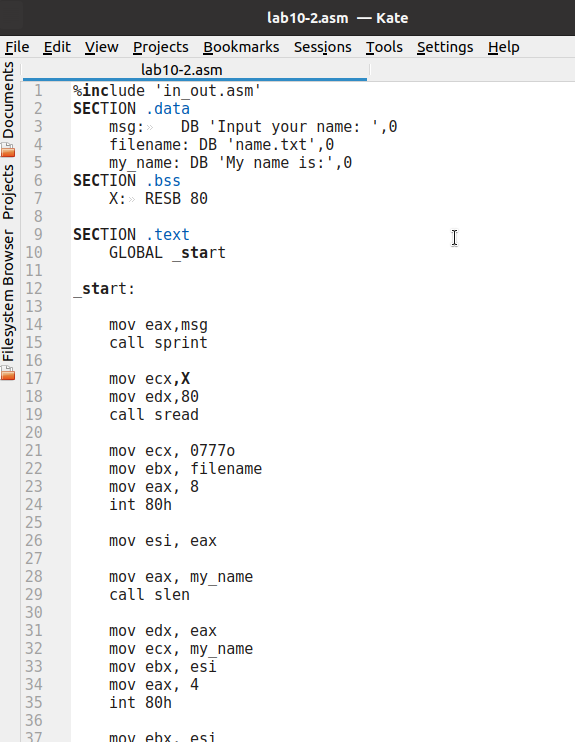 lab10-2.asm — Kate
File Edit View Projects Bookmarks Sessions Tools Settings Help
lab10-2.asm
Documents
Projects
Filesystem Browser
1 %include 'in_out.asm'
2 SECTION .data
3 msg:» DB 'Input your name: ',0
4 filename: DB 'name.txt',0
5 my_name: DB 'My name is:',0
6 SECTION .bss
7 X:» RESB 80
8
9 SECTION .text
10 GLOBAL _start
11
12 _start:
13
14 mov eax,msg
15 call sprint
16
17 mov ecx,X
18 mov edx,80
19 call sread
20
21 mov ecx, 0777o
22 mov ebx, filename
23 mov eax, 8
24 int 80h
25
26 mov esi, eax
27
28 mov eax, my_name
29 call slen
30
31 mov edx, eax
32 mov ecx, my_name
33 mov ebx, esi
34 mov eax, 4
35 int 80h
36
37 mov ebx, esi